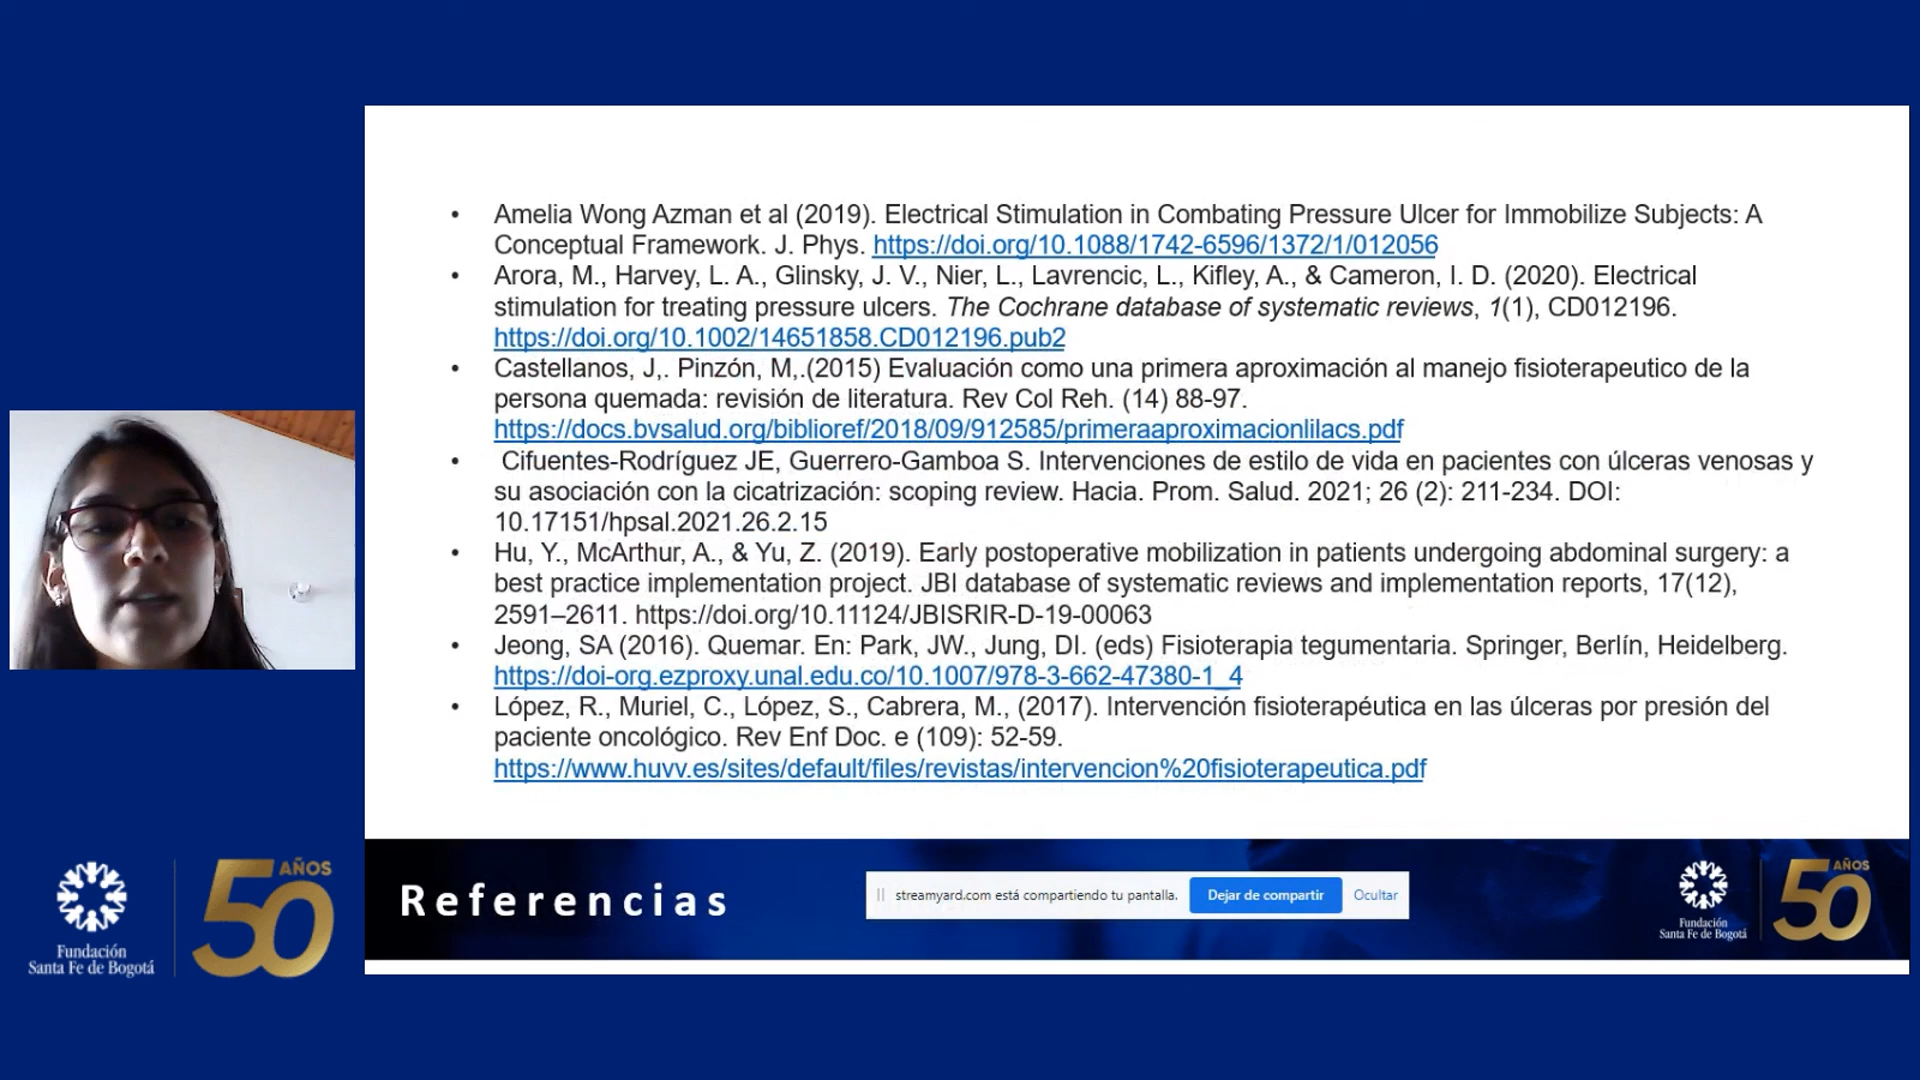 • Amelia Wong Azman et al (2019). Electrical Stimulation in Combating Pressure Ulcer for Immobilize Subjects: A
Conceptual Framework. J. Phys. https://doi.org/10.1088/1742-6596/1372/1/012056
• Arora, M., Harvey, L. A., Glinsky, J. V., Nier, L., Lavrencic, L., Kifley, A., & Cameron, I. D. (2020). Electrical
stimulation for treating pressure ulcers. The Cochrane database of systematic reviews, 1(1), CD012196.
https://doi.org/10.1002/14651858.CD012196.pub2
• Castellanos, J,. Pinzón, M,.(2015) Evaluación como una primera aproximación al manejo fisioterapeutico de la
persona quemada: revisión de literatura. Rev Col Reh. (14) 88-97.
https://docs.bvsalud.org/biblioref/2018/09/912585/primeraaproximacionlilacs.pdf
• Cifuentes-Rodríguez JE, Guerrero-Gamboa S. Intervenciones de estilo de vida en pacientes con úlceras venosas y
su asociación con la cicatrización: scoping review. Hacia. Prom. Salud. 2021; 26 (2): 211-234. DOI:
10.17151/hpsal.2021.26.2.15
• Hu, Y., McArthur, A., & Yu, Z. (2019). Early postoperative mobilization in patients undergoing abdominal surgery: a
best practice implementation project. JBI database of systematic reviews and implementation reports, 17(12),
2591–2611. https://doi.org/10.11124/JBISRIR-D-19-00063
• Jeong, SA (2016). Quemar. En: Park, JW., Jung, DI. (eds) Fisioterapia tegumentaria. Springer, Berlín, Heidelberg.
https://doi-org.ezproxy.unal.edu.co/10.1007/978-3-662-47380-1_4
• López, R., Muriel, C., López, S., Cabrera, M., (2017). Intervención fisioterapéutica en las úlceras por presión del
paciente oncológico. Rev Enf Doc. e (109): 52-59.
https://www.huvv.es/sites/default/files/revistas/intervencion%20fisioterapeutica.pdf
Referencias
streamyard.com está compartiendo tu pantalla. Dejar de compartir Ocultar
Fundación
Santa Fe de Bogotá
50 AÑOS
Fundación
Santa Fe de Bogotá
50 AÑOS